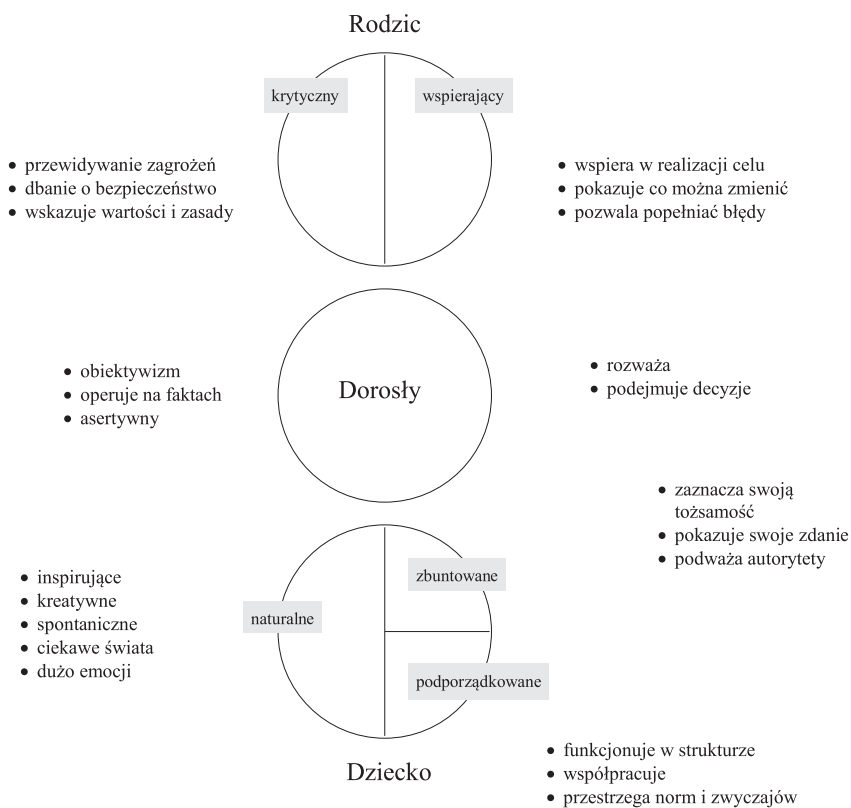 Rodzic
krytyczny
wspierający
• przewidywanie zagrożeń
• dbanie o bezpieczeństwo
• wskazuje wartości i zasady
• wspiera w realizacji celu
• pokazuje co można zmienić
• pozwala popełniać błędy
Dorosły
• obiektywizm
• operuje na faktach
• asertywny
• rozważa
• podejmuje decyzje
• zaznacza swoją
tożsamość
• pokazuje swoje zdanie
• podważa autorytety
zbuntowane
naturalne
• inspirujące
• kreatywne
• spontaniczne
• ciekawe świata
• dużo emocji
podporządkowane
Dziecko
• funkcjonuje w strukturze
• współpracuje
• przestrzega norm i zwyczajów